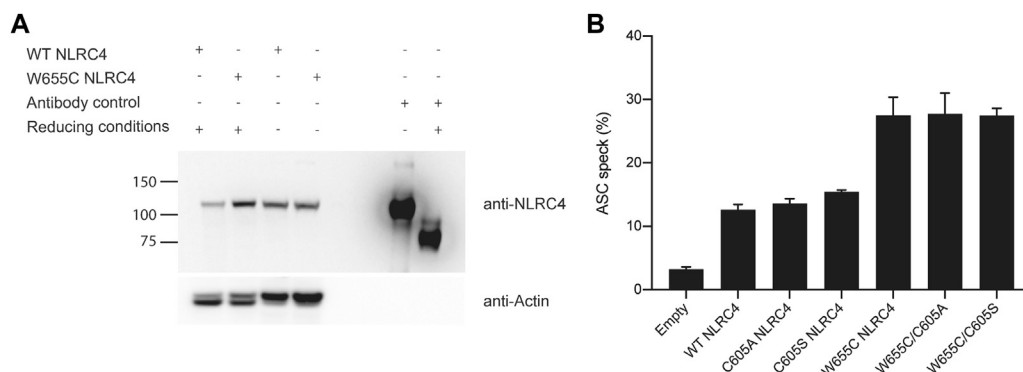 A
WT NLRC4 + - + - - -
W655C NLRC4 - + - + - -
Antibody control - - - - + +
Reducing conditions + + - - - +
150
100
75
anti-NLRC4
anti-Actin
B
ASC speck (%)
40
30
20
10
0
Empty
WT NLRC4
C605A NLRC4
C605S NLRC4
W655C NLRC4
W655C/C605A
W655C/C605S